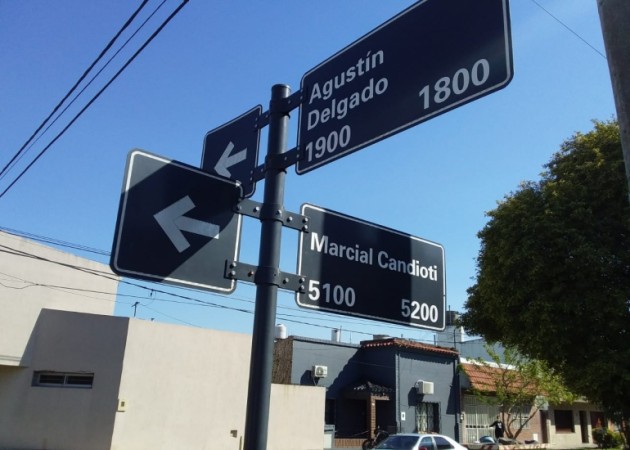 Agustín
Delgado
1900 1800
Marcial Candioti
5100 5200